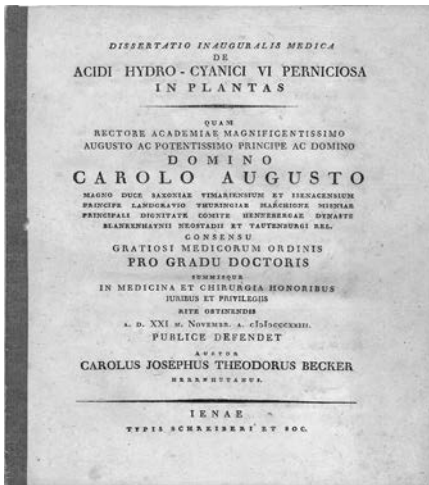 DISSERTATIO INAUGURALIS MEDICA
DE
ACIDI HYDRO-CYANICI VI PERNICIOSA
IN PLANTAS
QUAM
RECTORE ACADEMIAE MAGNIFICENTISSIMO
AUGUSTO AC POTENTISSIMO PRINCIPE AC DOMINO
DOMINO
CAROLO AUGUSTO
MAGNO DUCE SAXONIAE VIMARIENSIUM ET ISENACENSIUM
PRINCIPE LANDGRAVIO THURINGIAE MARCHIONE MISNIAE
PRINCIPALI DIGNITATE COMITE HENNEBERGAE DYNASTE
BLANKENHAYNII NEOSTADII ET TAUTENBURGI REL.
CONSENSU
GRATIOSI MEDICORUM ORDINIS
PRO GRADU DOCTORIS
SUMMISQUE
IN MEDICINA ET CHIRURGIA HONORIBUS
IURIBUS ET PRIVILEGIIS
RITE OBTINENDIS
A. D. XXI M. NOVEMBR. A. cIɔIɔcccxxiii.
PUBLICE DEFENDET
AUCTOR
CAROLUS JOSEPHUS THEODORUS BECKER
HERRNHUTANUS.
IENAE
TYPIS SCHREIBERI ET SOC.